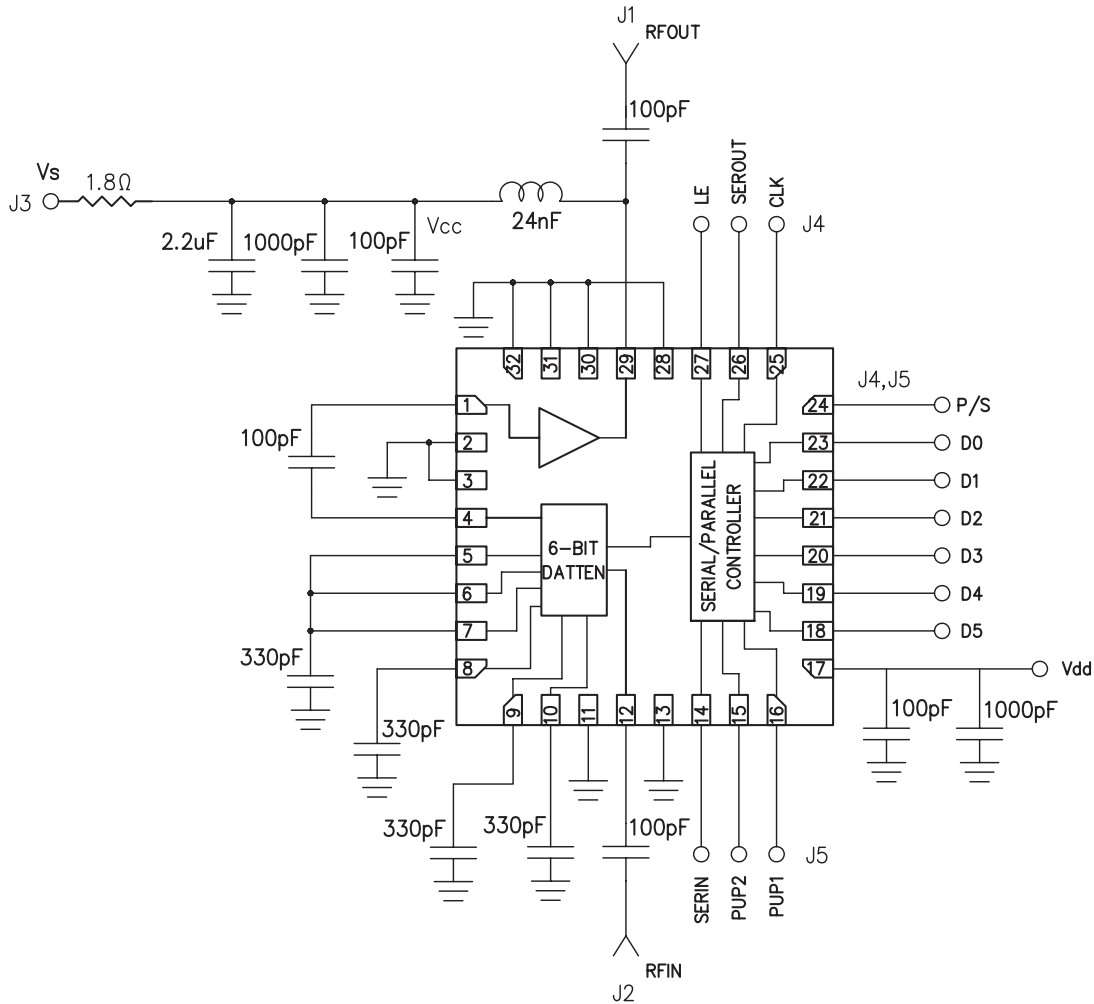 J1
RFOUT
100pF
Vs
J3
1.8Ω
Vcc
24nF
2.2uF
1000pF
100pF
LE
SEROUT
CLK
J4
32
31
30
29
28
27
26
25
J4,J5
1
2
3
4
5
6
7
8
100pF
24
23
22
21
20
19
18
17
P/S
D0
D1
D2
D3
D4
D5
Vdd
6-BIT
DATTEN
SERIAL/PARALLEL
CONTROLLER
330pF
330pF
330pF
330pF
100pF
100pF
1000pF
9
10
11
12
13
14
15
16
SERIN
PUP2
PUP1
J5
RFIN
J2